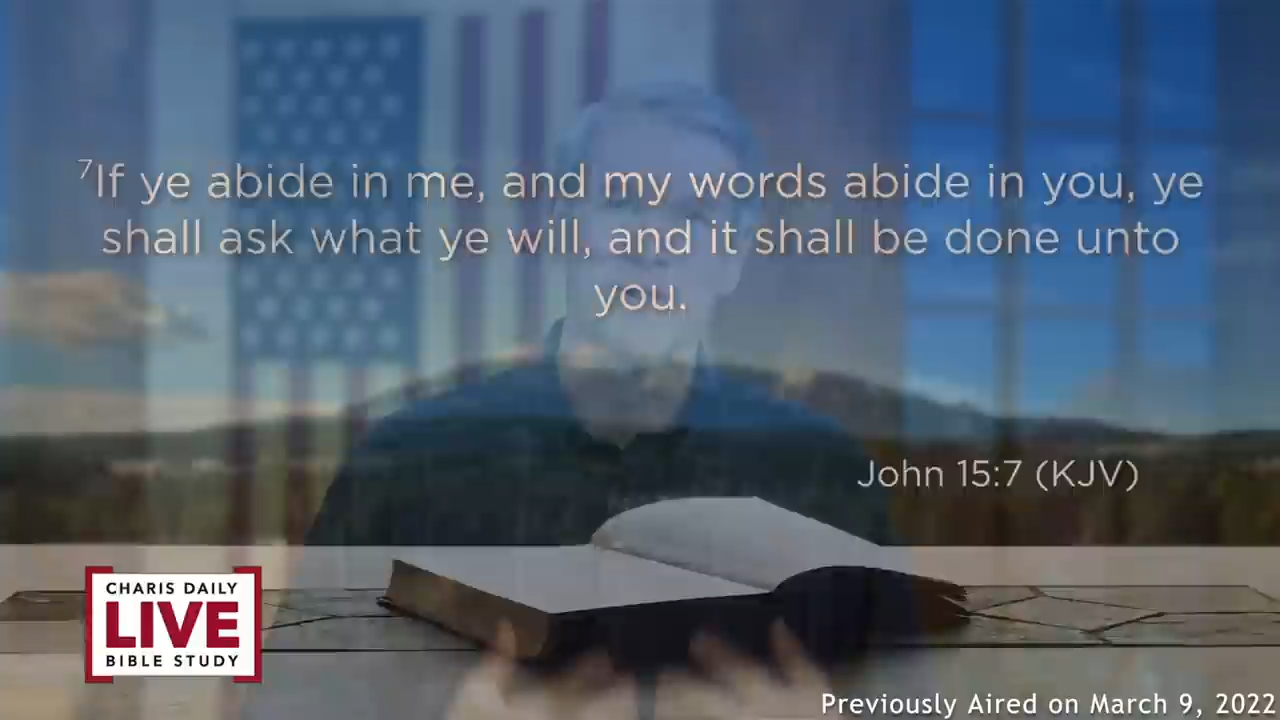 ⁷If ye abide in me, and my words abide in you, ye
shall ask what ye will, and it shall be done unto
you.
John 15:7 (KJV)
CHARIS DAILY
LIVE
BIBLE STUDY
Previously Aired on March 9, 2022